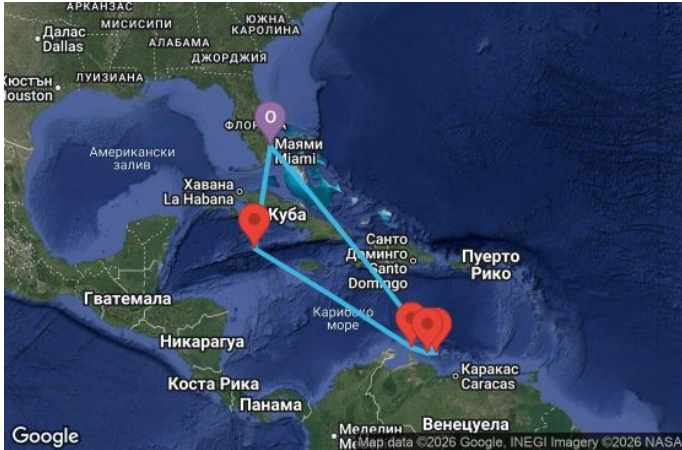 АРКАНЗАС
МИСИСИПИ
ЮЖНА
КАРОЛИНА
Далас
Dallas
АЛАБАМА
ДЖОРДЖИЯ
Хюстън
Houston
ЛУИЗИАНА
O
Маями
Miami
Американски
залив
Хавана
La Habana
Куба
Санто
Доминго
Santo
Domingo
Пуерто
Рико
Гватемала
Карибско
море
Никарагуа
Каракас
Caracas
Коста Рика
Панама
Венецуела
Меделин
Google
Map data ©2026 Google, INEGI Imagery ©2026 NASA